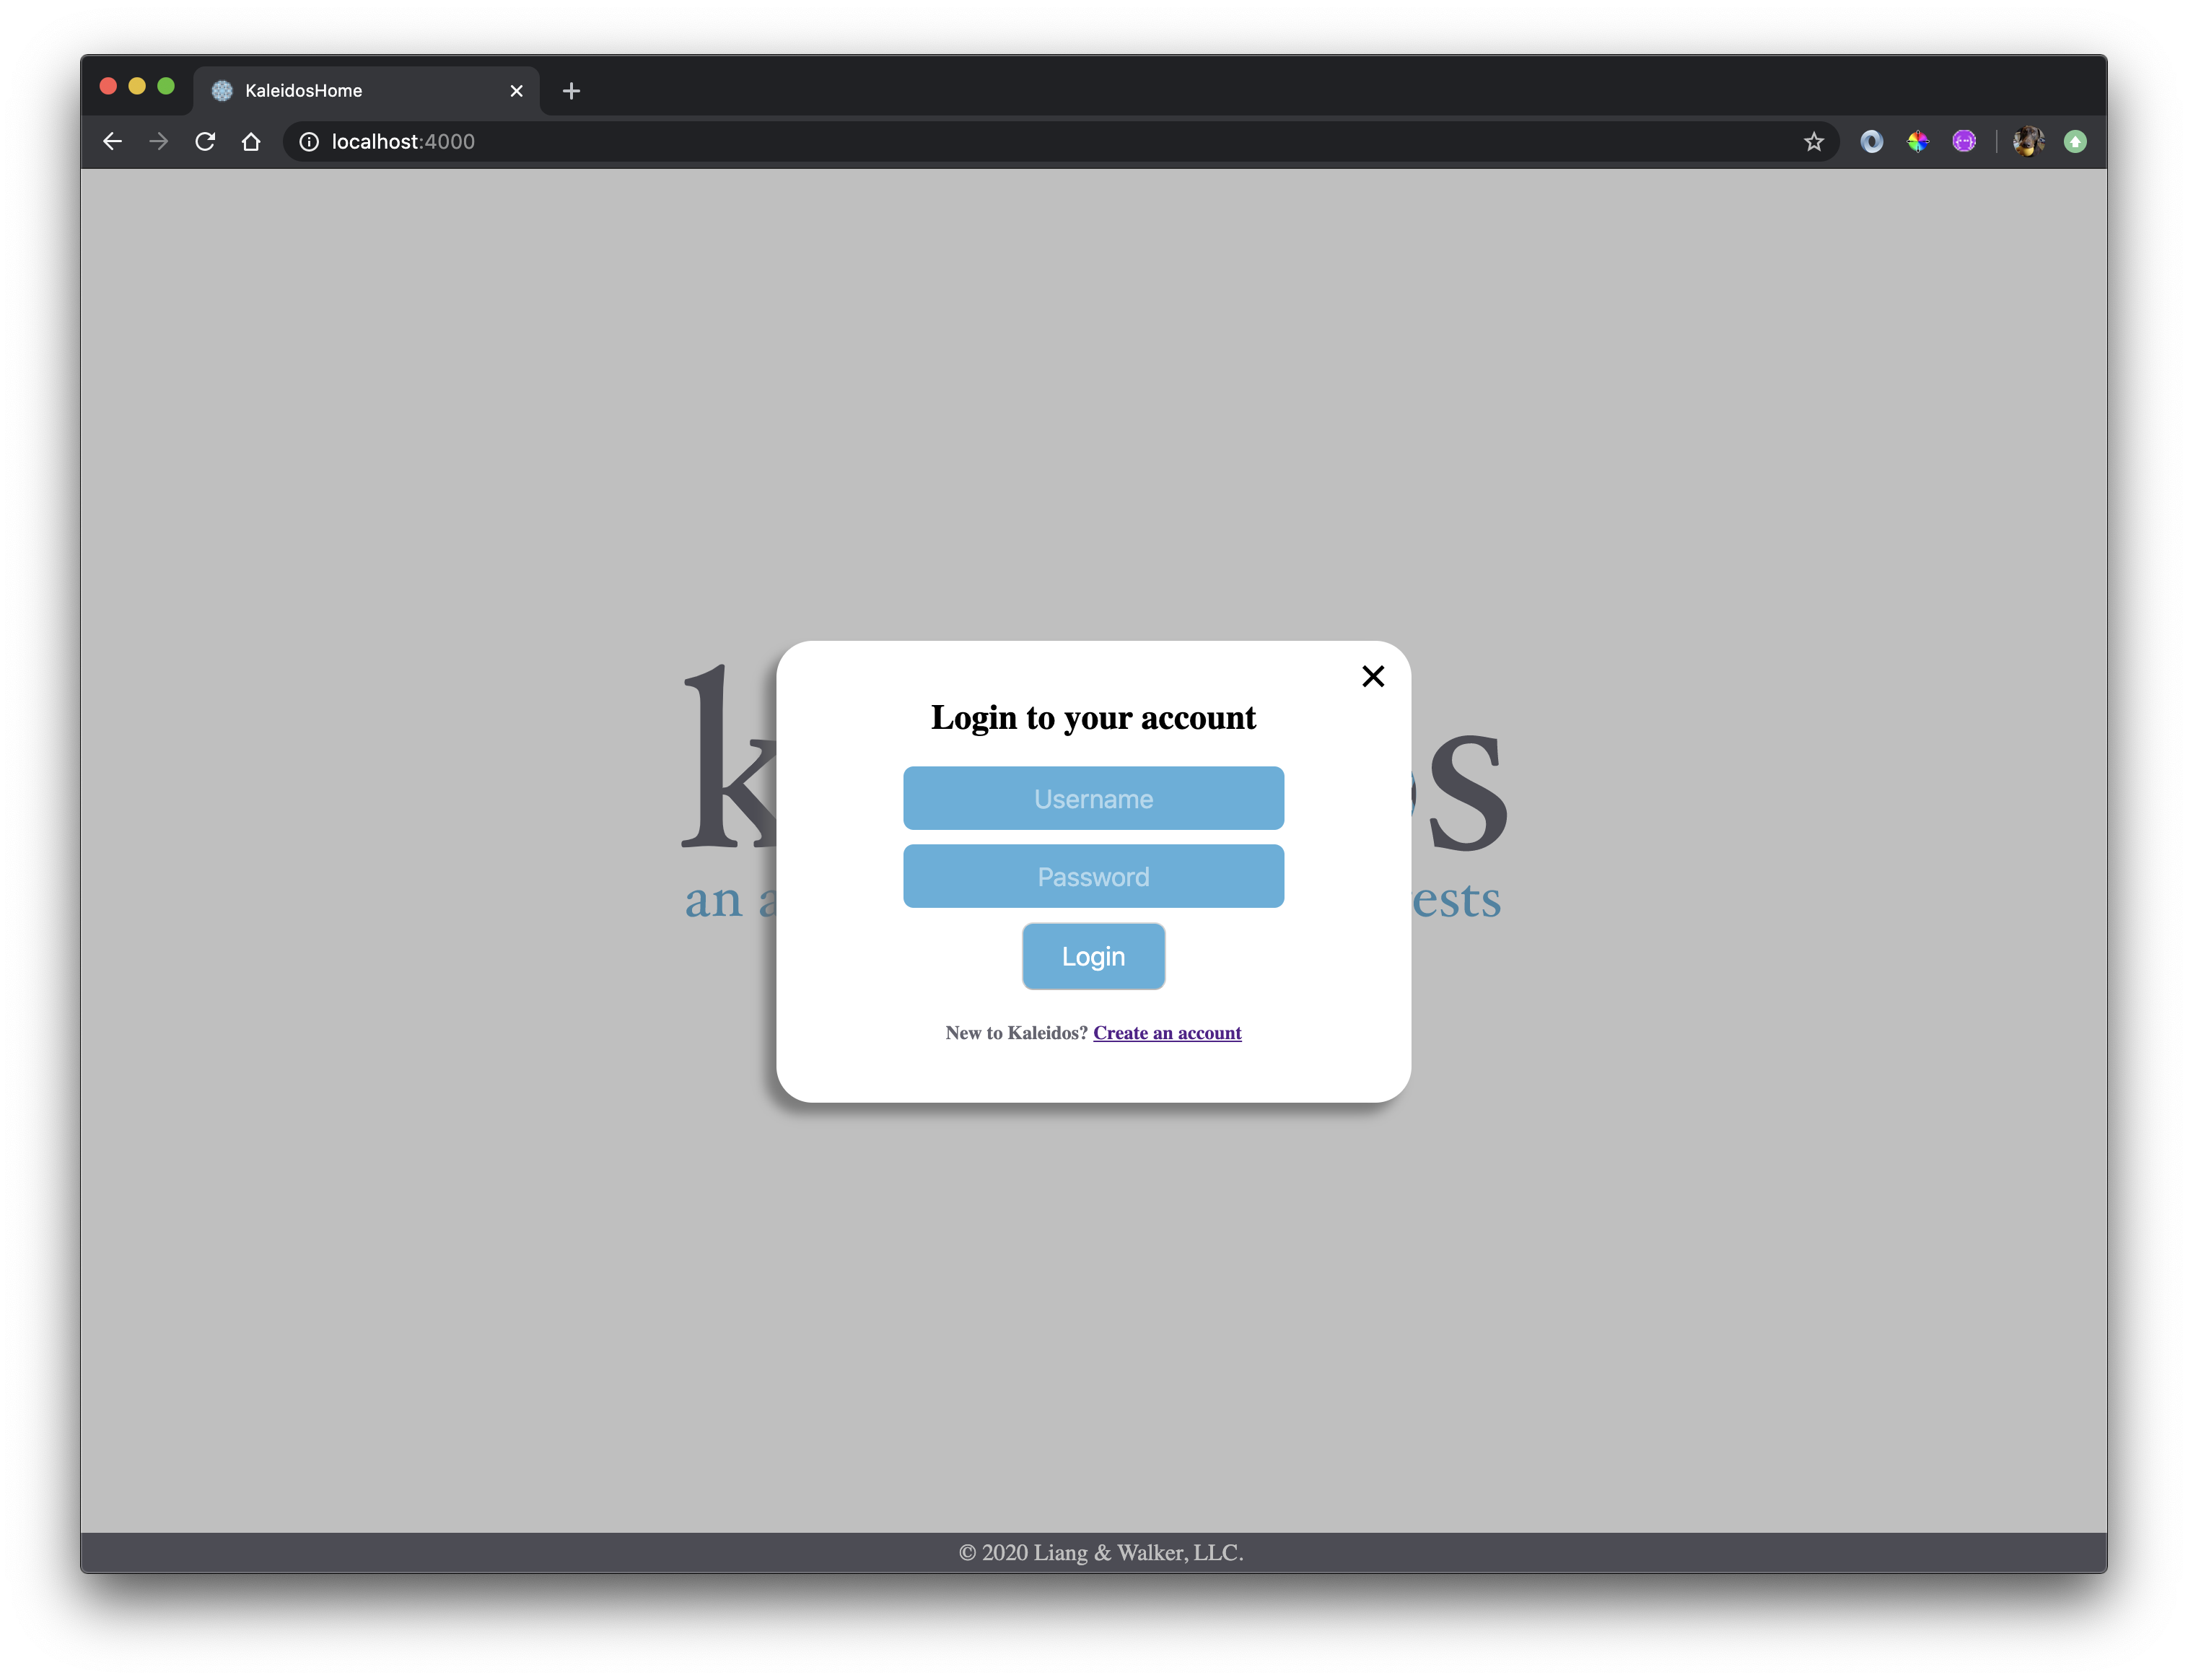 KaleidosHome
localhost:4000
Login to your account
k
s
Username
Password
an a
ests
Login
New to Kaleidos? Create an account
© 2020 Liang & Walker, LLC.